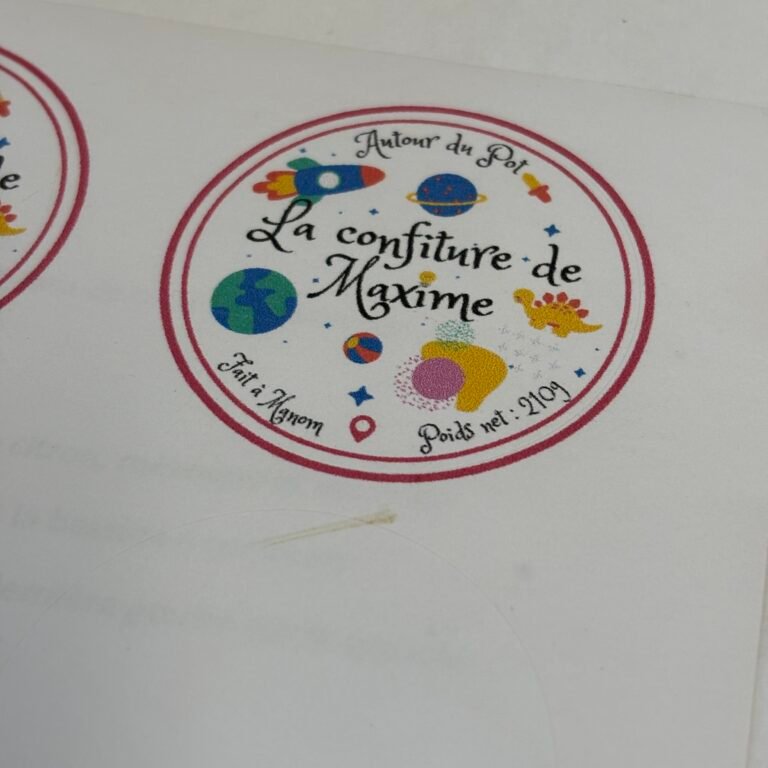 Autour du Pot
La confiture de
Maxime
Fait à Manom
Poids net : 210g